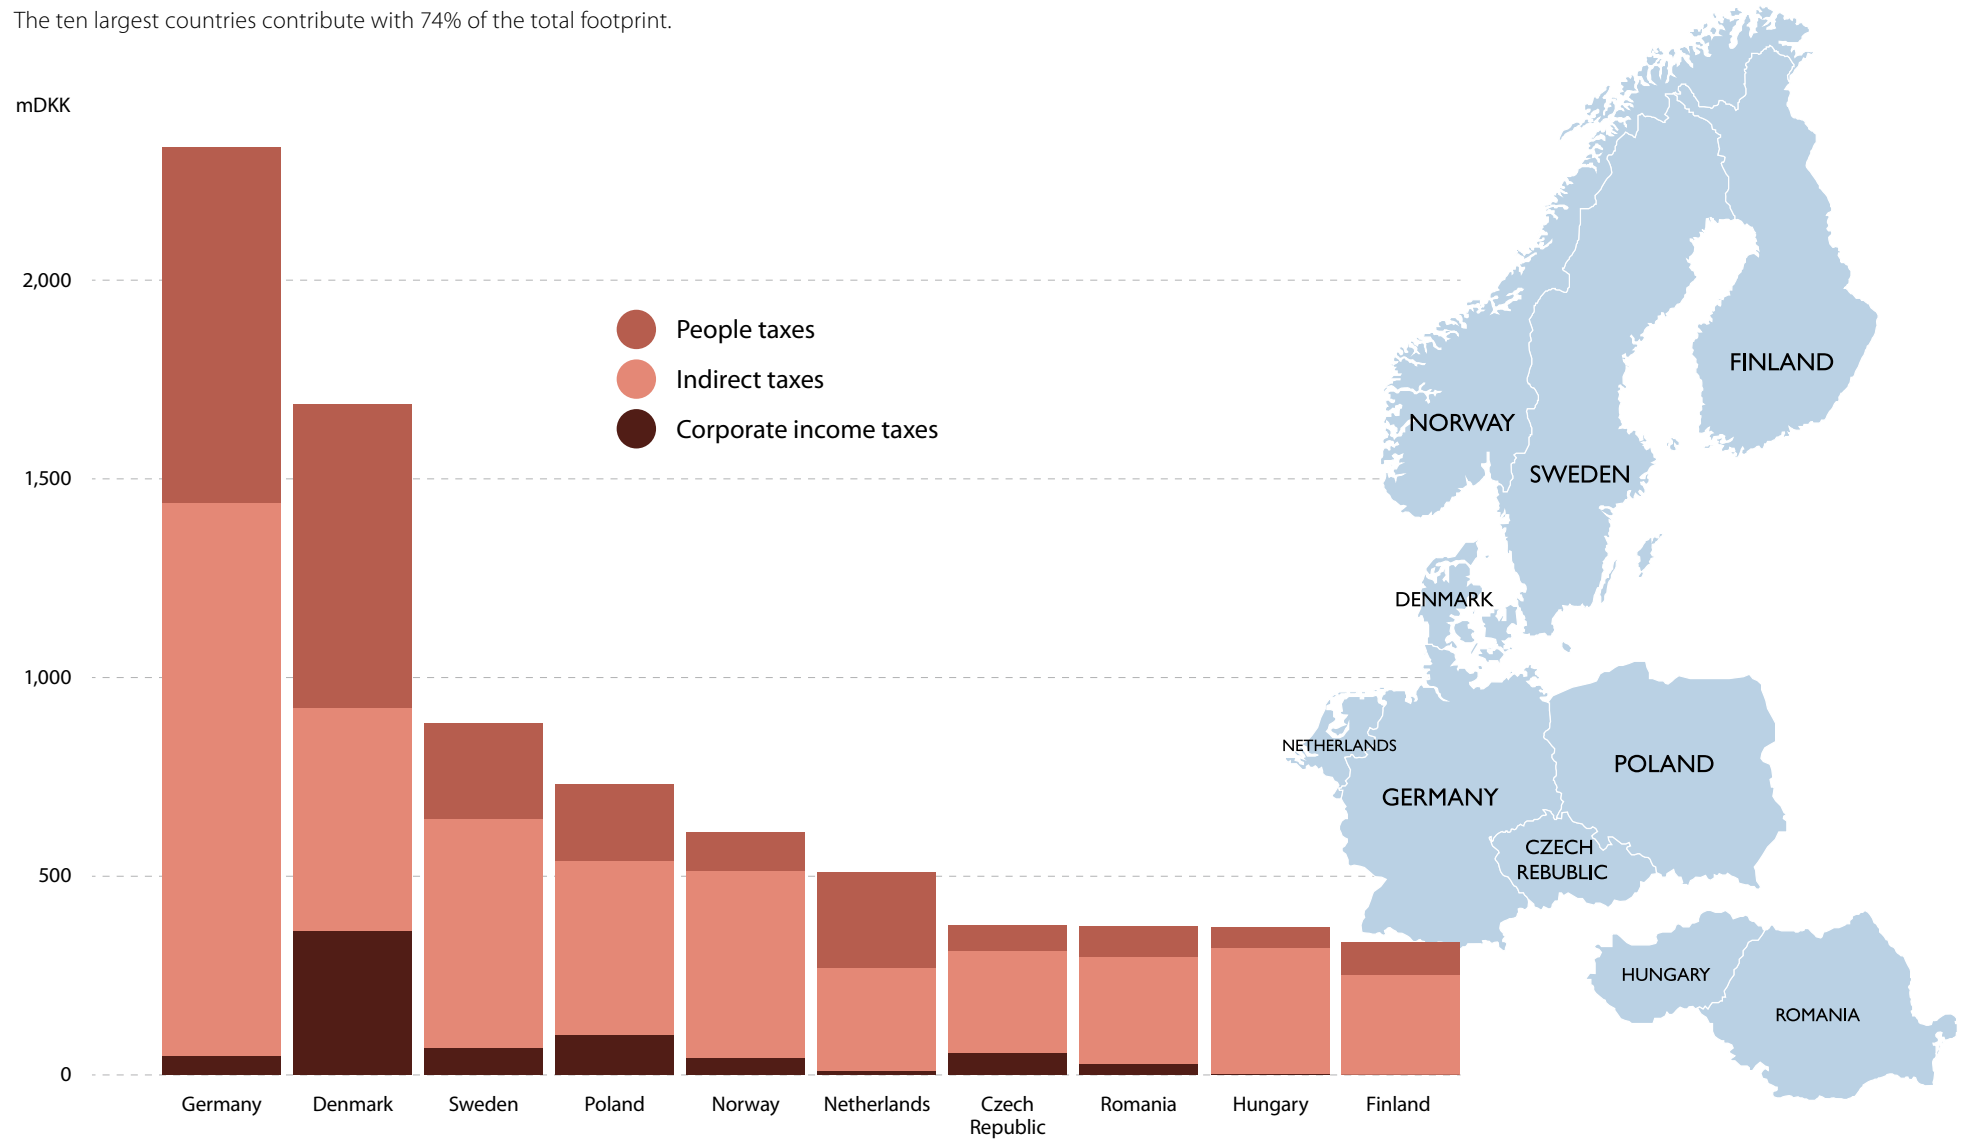 The ten largest countries contribute with 74% of the total footprint.
mDKK
2,000
1,500
1,000
500
0
People taxes
Indirect taxes
Corporate income taxes
Germany
Denmark
Sweden
Poland
Norway
Netherlands
Czech
Republic
Romania
Hungary
Finland
FINLAND
NORWAY
SWEDEN
DENMARK
NETHERLANDS
POLAND
GERMANY
CZECH
REBUBLIC
HUNGARY
ROMANIA